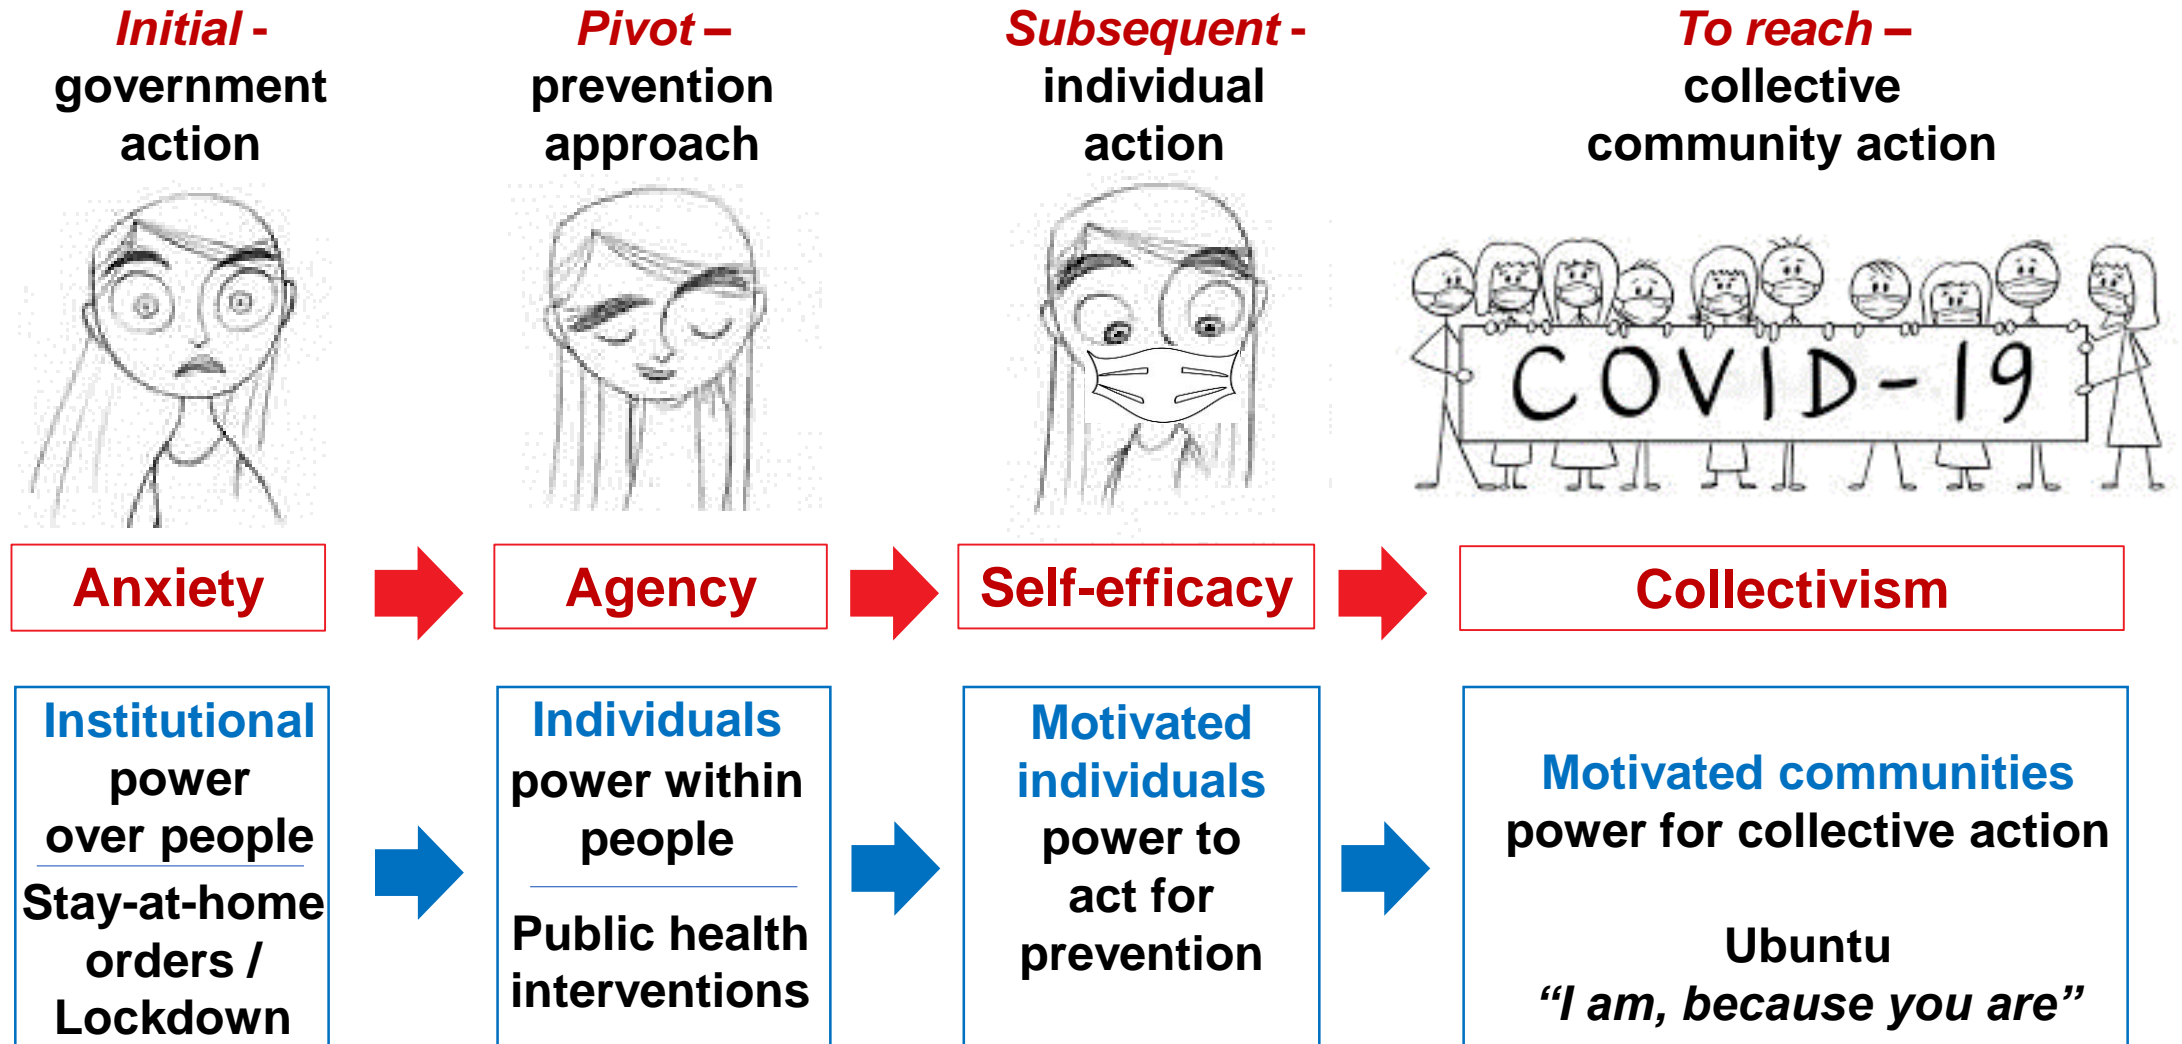 Initial -
government
action
Pivot –
prevention
approach
Subsequent -
individual
action
To reach –
collective
community action
COVID-19
Anxiety
Agency
Self-efficacy
Collectivism
Institutional
power
over people
Stay-at-home
orders /
Lockdown
Individuals
power within
people
Public health
interventions
Motivated
individuals
power to
act for
prevention
Motivated communities
power for collective action
Ubuntu
“I am, because you are”